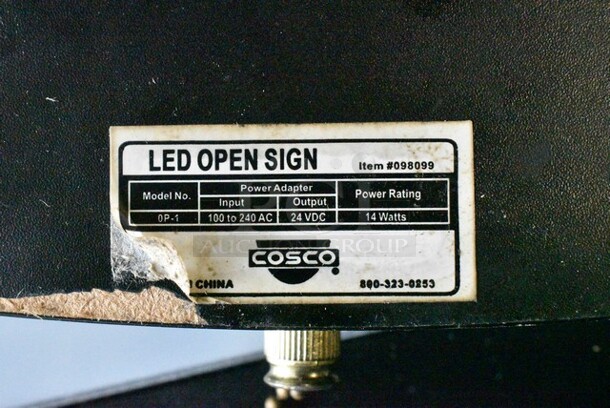 LED OPEN SIGN Item #098099
Model No. Power Adapter Power Rating
Input Output
OP-1 100 to 240 AC 24 VDC 14 Watts
AUCTION GROUP
COSCO
CHINA 800-323-0253